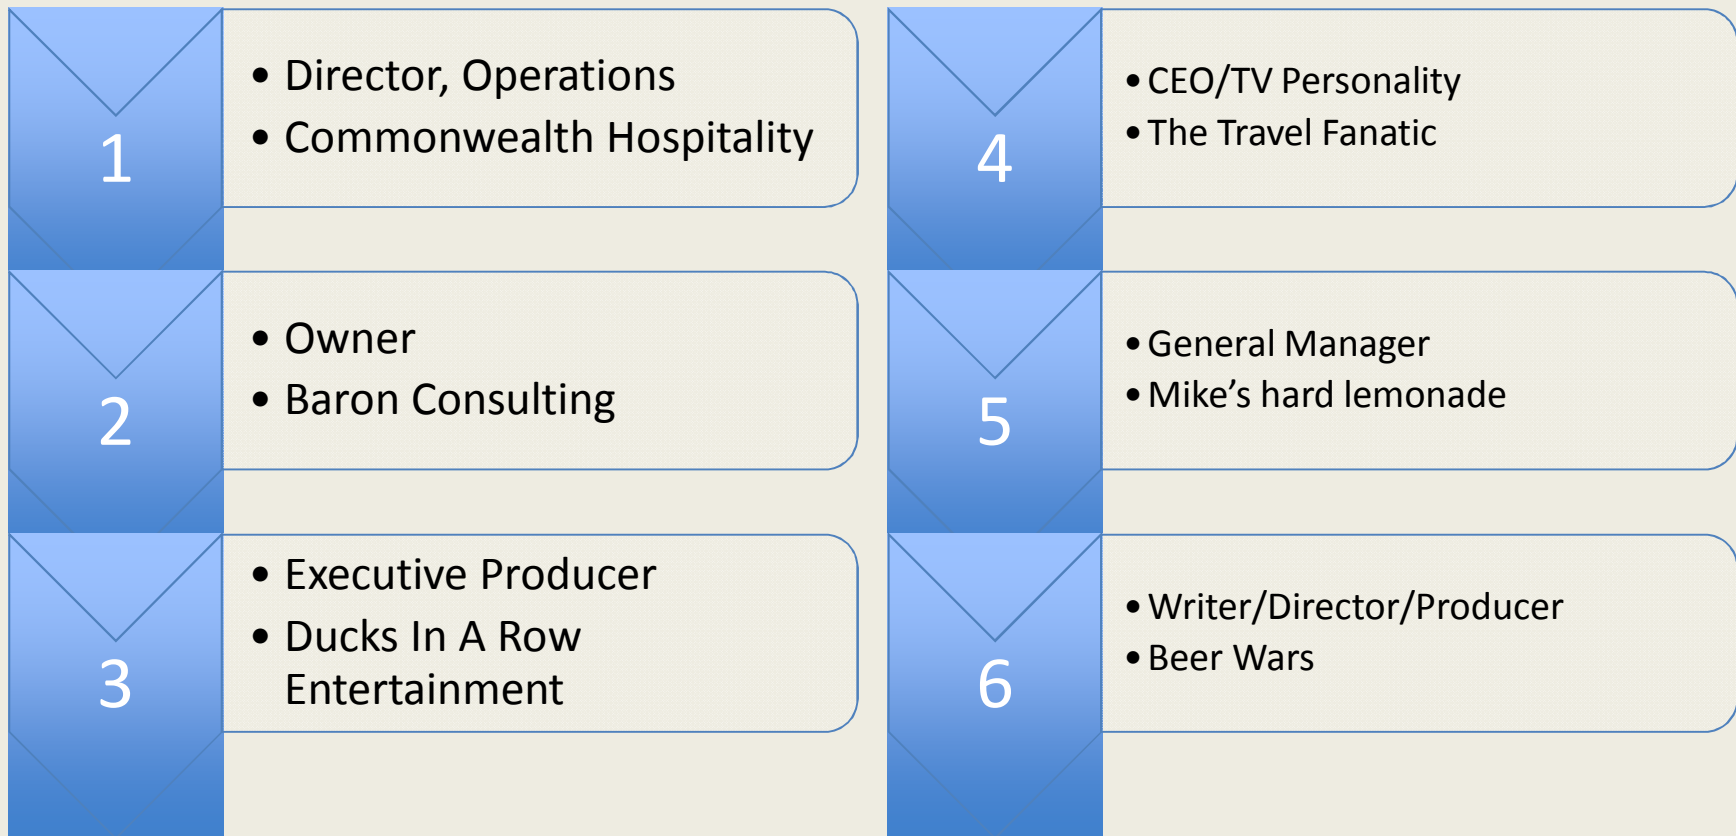 1
• Director, Operations
• Commonwealth Hospitality
2
• Owner
• Baron Consulting
3
• Executive Producer
• Ducks In A Row
Entertainment
4
• CEO/TV Personality
• The Travel Fanatic
5
• General Manager
• Mike’s hard lemonade
6
• Writer/Director/Producer
• Beer Wars